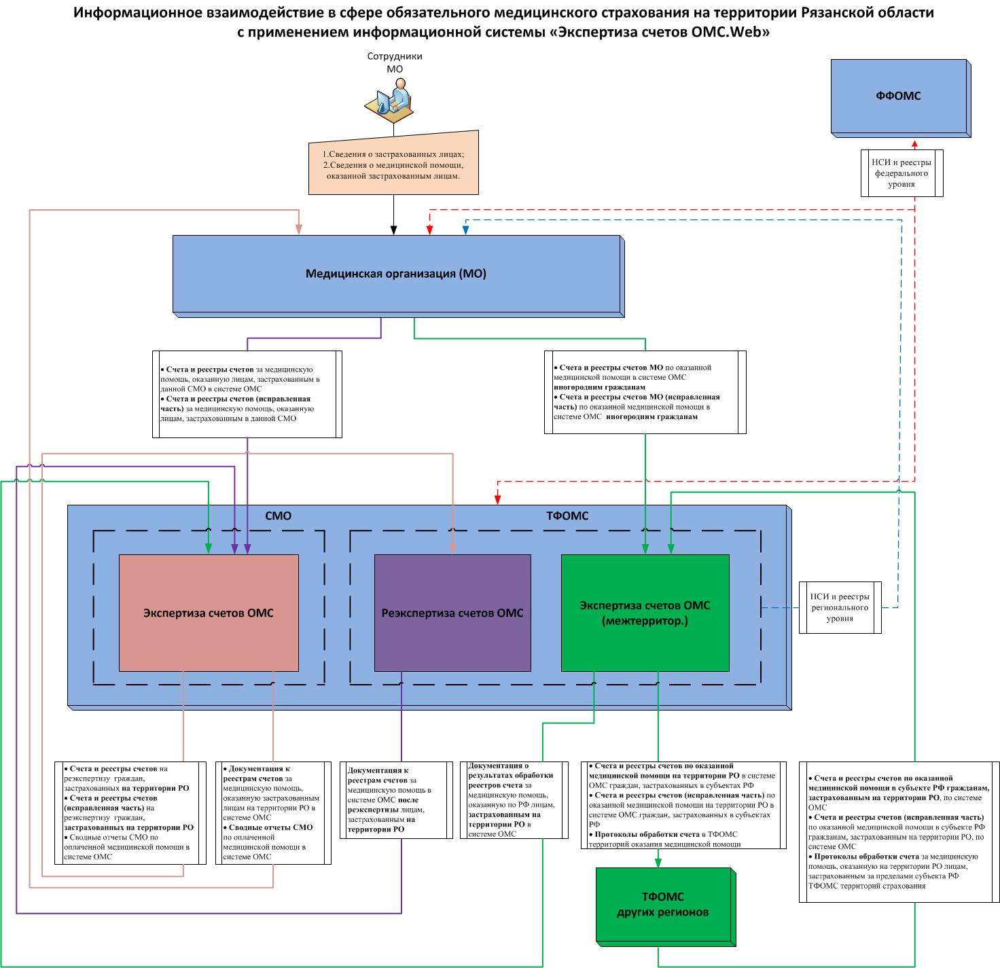 Информационное взаимодействие в сфере обязательного медицинского страхования на территории Рязанской области
с применением информационной системы «Экспертиза счетов ОМС.Web»
Сотрудники
МО
ФФОМС
1.Сведения о застрахованных лицах;
2.Сведения о медицинской помощи,
оказанной застрахованным лицам.
НСИ и реестры
федерального
уровня
Медицинская организация (МО)
• Счета и реестры счетов за медицинскую
помощь, оказанную лицам, застрахованным в
данной СМО в системе ОМС
• Счета и реестры счетов (исправленная
часть) за медицинскую помощь, оказанную
лицам, застрахованным в данной СМО
• Счета и реестры счетов МО по оказанной
медицинской помощи в системе ОМС
иногородним гражданам
• Счета и реестры счетов МО (исправленная
часть) по оказанной медицинской помощи в
системе ОМС иногородним гражданам
СМО
ТФОМС
Экспертиза счетов ОМС
Реэкспертиза счетов ОМС
Экспертиза счетов ОМС
(межтерритор.)
НСИ и реестры
регионального
уровня
• Счета и реестры счетов на
реэкспертизу граждан,
застрахованных на территории РО
• Счета и реестры счетов
(исправленная часть) на
реэкспертизу граждан,
застрахованных на территории РО
• Сводные отчеты СМО по
оплаченной медицинской помощи в
системе ОМС
• Документация к
реестрам счетов за
медицинскую помощь,
оказанную застрахованным
лицам на территории РО в
системе ОМС
• Сводные отчеты СМО
по оплаченной
медицинской помощи в
системе ОМС
Документация к
реестрам счетов за
медицинскую помощь в
системе ОМС после
реэкспертизы лицам,
застрахованным на
территории РО
Документация о
результатах обработки
реестров счета за
медицинскую помощь,
оказанную по РФ лицам,
застрахованным на
территории РО в
системе ОМС
• Счета и реестры счетов по оказанной
медицинской помощи на территории РО в системе
ОМС граждан, застрахованных в субъектах РФ
• Счета и реестры счетов (исправленная часть) по
оказанной медицинской помощи на территории РО в
системе ОМС граждан, застрахованных в субъектах
РФ
• Протоколы обработки счета в ТФОМС
территорий оказания медицинской помощи
• Счета и реестры счетов по оказанной
медицинской помощи в субъекте РФ гражданам,
застрахованным на территории РО, по системе
ОМС
• Счета и реестры счетов (исправленная часть)
по оказанной медицинской помощи в субъекте РФ
гражданам, застрахованным на территории РО, по
системе ОМС
• Протоколы обработки счета за медицинскую
помощь, оказанную на территории РО лицам,
застрахованным за пределами субъекта РФ
ТФОМС территорий страхования
ТФОМС
других регионов